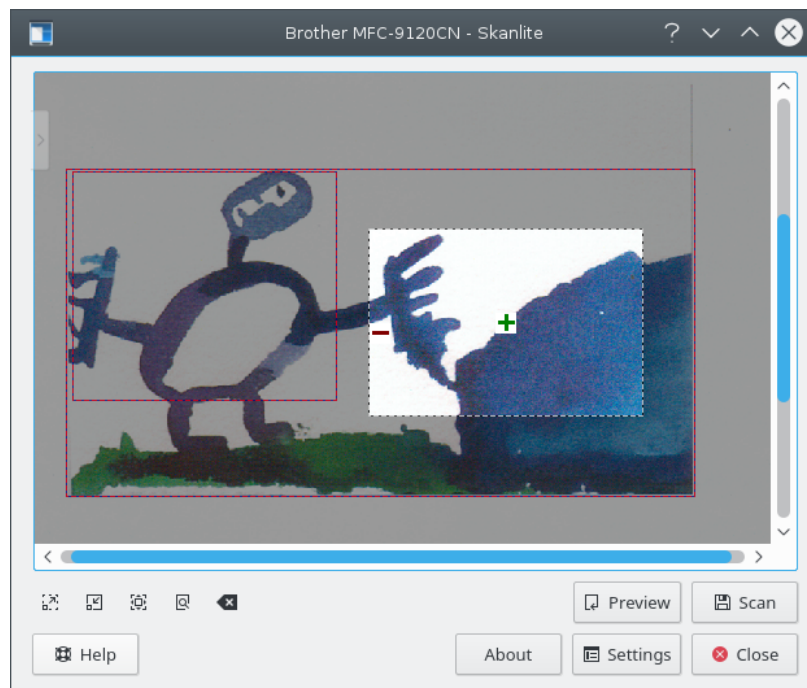 Brother MFC-9120CN - Skanlite
Preview
Scan
Help
About
Settings
Close